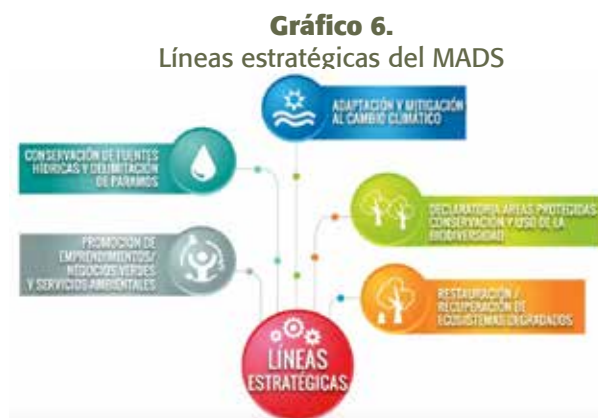 Gráfico 6.
Líneas estratégicas del MADS
ADAPTACIÓN Y MITIGACIÓN
AL CAMBIO CLIMÁTICO
CONSERVACIÓN DE FUENTES
HÍDRICAS Y DELIMITACIÓN
DE PÁRAMOS
DECLARATORIA ÁREAS PROTEGIDAS
CONSERVACIÓN Y USO DE LA
BIODIVERSIDAD
PROMOCIÓN DE
EMPRENDIMIENTOS/
NEGOCIOS VERDES
Y SERVICIOS AMBIENTALES
RESTAURACIÓN /
RECUPERACIÓN DE
ECOSISTEMAS DEGRADADOS
LÍNEAS
ESTRATÉGICAS